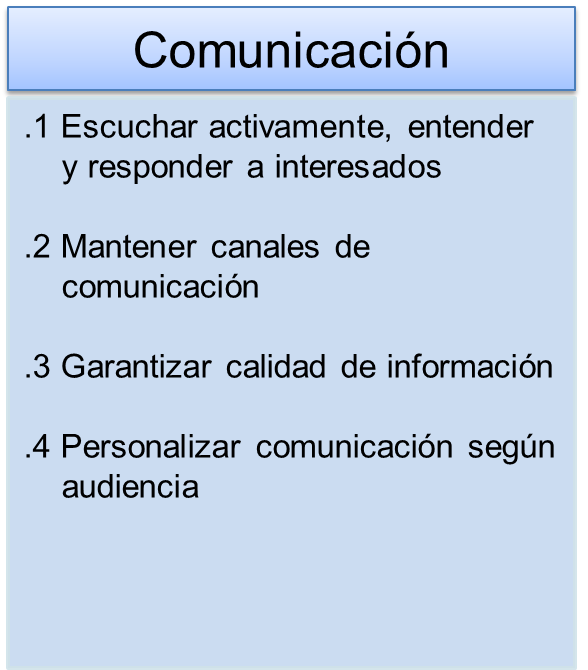 Comunicación
.1 Escuchar activamente, entender
y responder a interesados
.2 Mantener canales de
comunicación
.3 Garantizar calidad de información
.4 Personalizar comunicación según
audiencia